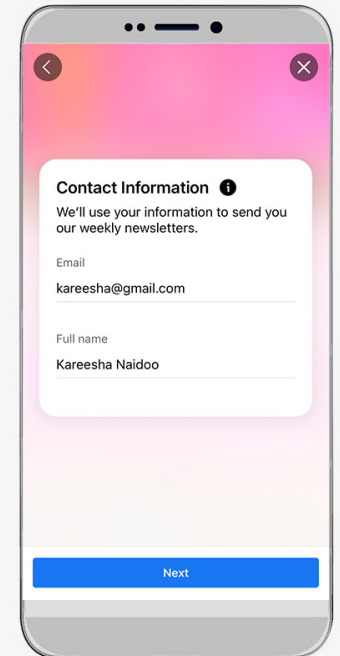 Contact Information
We'll use your information to send you
our weekly newsletters.
Email
kareesha@gmail.com
Full name
Kareesha Naidoo
Next